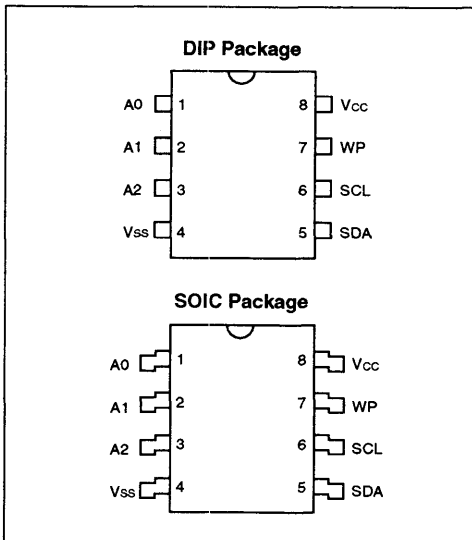 DIP Package
A0 1 8 Vcc
A1 2 7 WP
A2 3 6 SCL
Vss 4 5 SDA
SOIC Package
A0 1 8 Vcc
A1 2 7 WP
A2 3 6 SCL
Vss 4 5 SDA